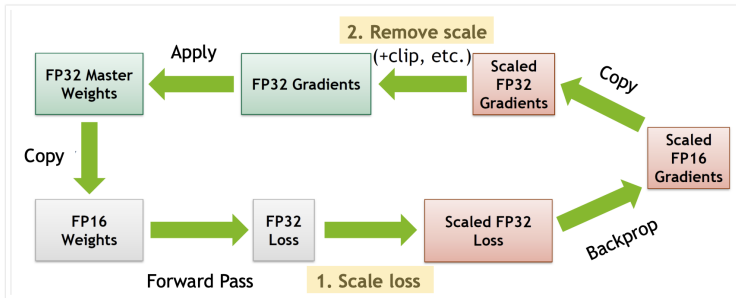 2. Remove scale
(+clip, etc.)
Apply
FP32 Master
Weights
FP32 Gradients
Scaled
FP32
Gradients
Copy
Scaled
FP16
Gradients
Copy
FP16
Weights
FP32
Loss
Scaled FP32
Loss
Backprop
Forward Pass
1. Scale loss